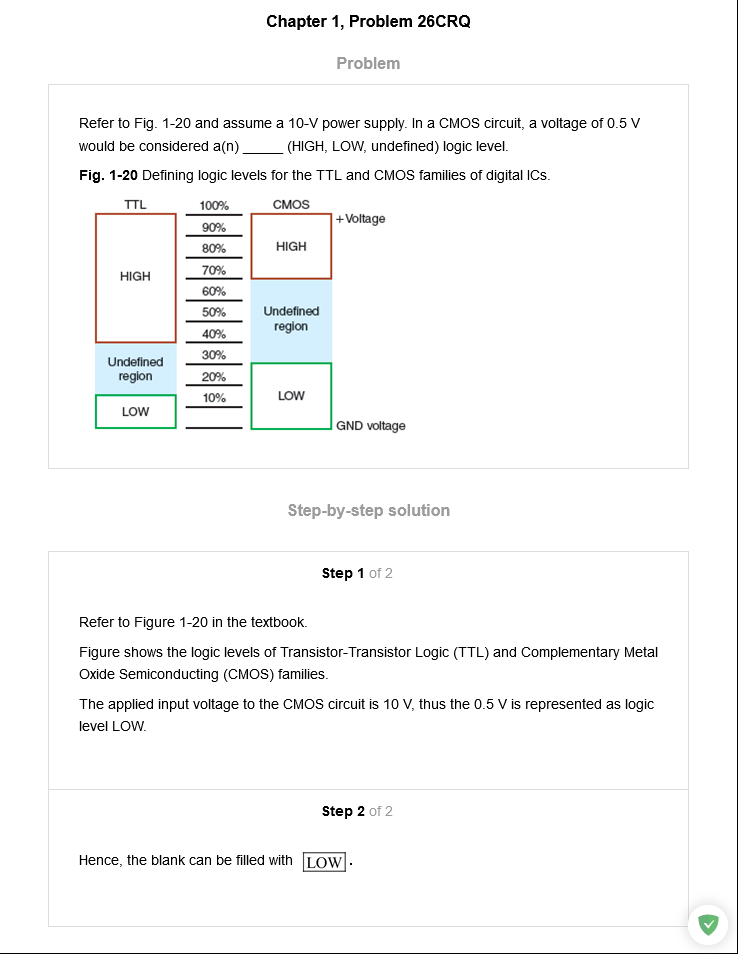 Chapter 1, Problem 26CRQ
Problem
Refer to Fig. 1-20 and assume a 10-V power supply. In a CMOS circuit, a voltage of 0.5 V
would be considered a(n) _____ (HIGH, LOW, undefined) logic level.
Fig. 1-20 Defining logic levels for the TTL and CMOS families of digital ICs.
TTL
100%
CMOS
+Voltage
90%
80%
HIGH
70%
HIGH
60%
50%
Undefined
region
40%
30%
Undefined
region
20%
10%
LOW
LOW
GND voltage
Step-by-step solution
Step 1 of 2
Refer to Figure 1-20 in the textbook.
Figure shows the logic levels of Transistor-Transistor Logic (TTL) and Complementary Metal
Oxide Semiconducting (CMOS) families.
The applied input voltage to the CMOS circuit is 10 V, thus the 0.5 V is represented as logic
level LOW.
Step 2 of 2
Hence, the blank can be filled with LOW.